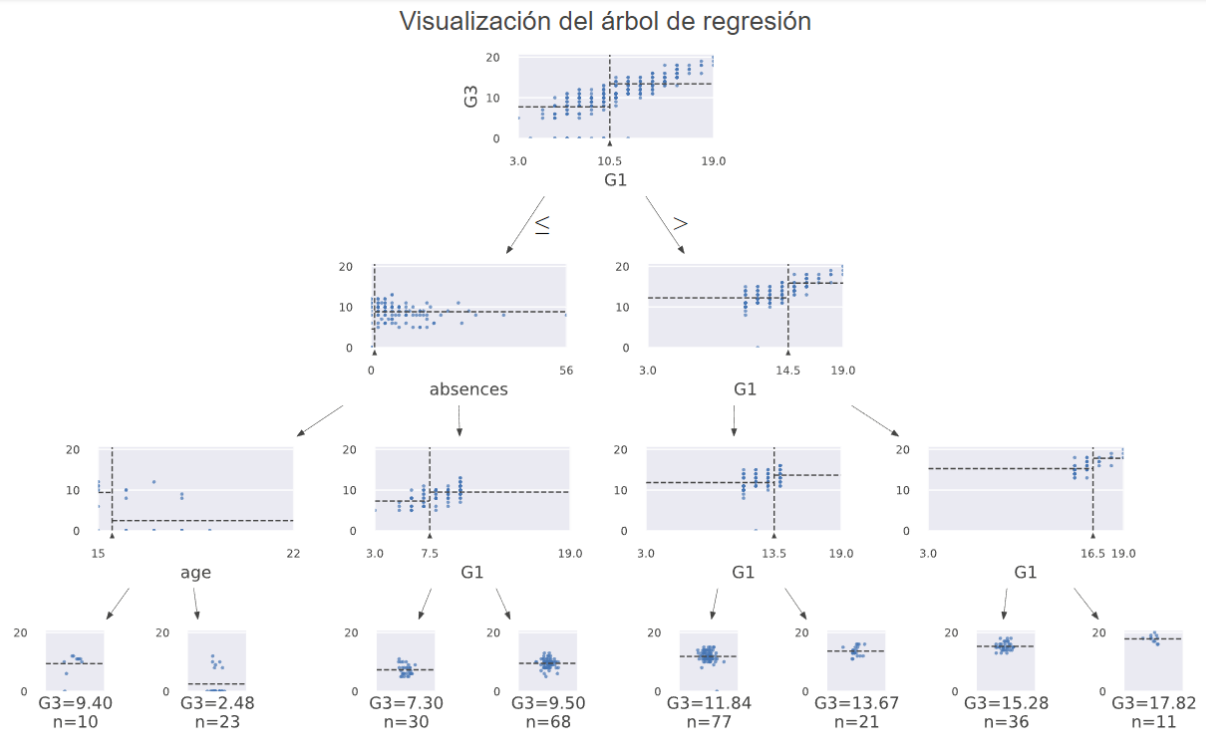 Visualización del árbol de regresión
20
10
0
G3
3.0 10.5 19.0
G1
≤ >
20
10
0
0 56
absences
20
10
0
3.0 14.5 19.0
G1
20
10
0
15 22
age
20
10
0
3.0 7.5 19.0
G1
20
10
0
3.0 13.5 19.0
G1
20
10
0
3.0 16.5 19.0
G1
20
0
G3=9.40
n=10
20
0
G3=2.48
n=23
20
0
G3=7.30
n=30
20
0
G3=9.50
n=68
20
0
G3=11.84
n=77
20
0
G3=13.67
n=21
20
0
G3=15.28
n=36
20
0
G3=17.82
n=11